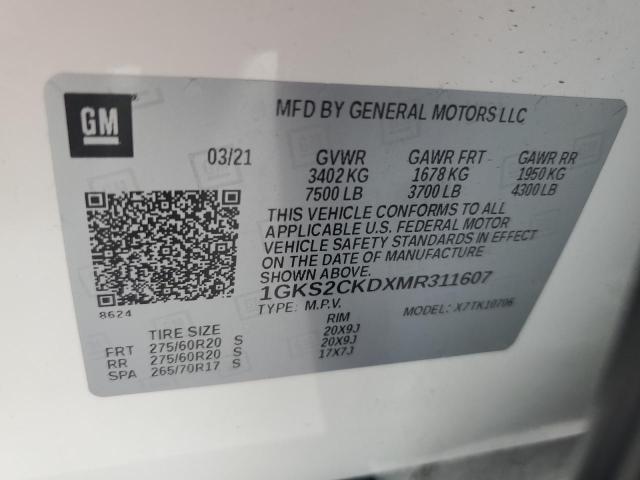 GM
MFD BY GENERAL MOTORS LLC
03/21 GVWR GAWR FRT GAWR RR
3402 KG 1678 KG 1950 KG
7500 LB 3700 LB 4300 LB
THIS VEHICLE CONFORMS TO ALL
APPLICABLE U.S. FEDERAL MOTOR
VEHICLE SAFETY STANDARDS IN EFFECT
ON THE DATE OF MANUFACTURE
SHOWN ABOVE.
1GKS2CKDXMR311607
8624
TYPE: M.P.V. MODEL: X7TK10706
TIRE SIZE RIM
FRT 275/60R20 S 20X9J
RR 275/60R20 S 20X9J
SPA 265/70R17 S 17X7J